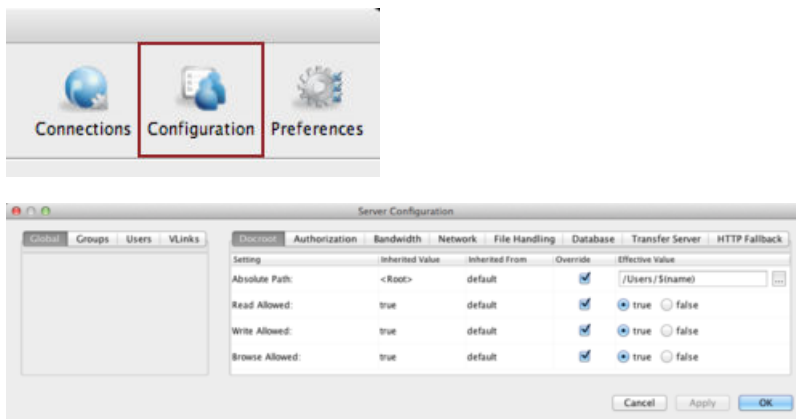 Connections Configuration Preferences
Server Configuration
Global Groups Users VLinks Docroot Authorization Bandwidth Network File Handling Database Transfer Server HTTP Fallback
Setting Inherited Value Inherited From Override Effective Value
Absolute Path: <Root> default /Users/$(name) ...
Read Allowed: true default true false
Write Allowed: true default true false
Browse Allowed: true default true false
Cancel Apply OK